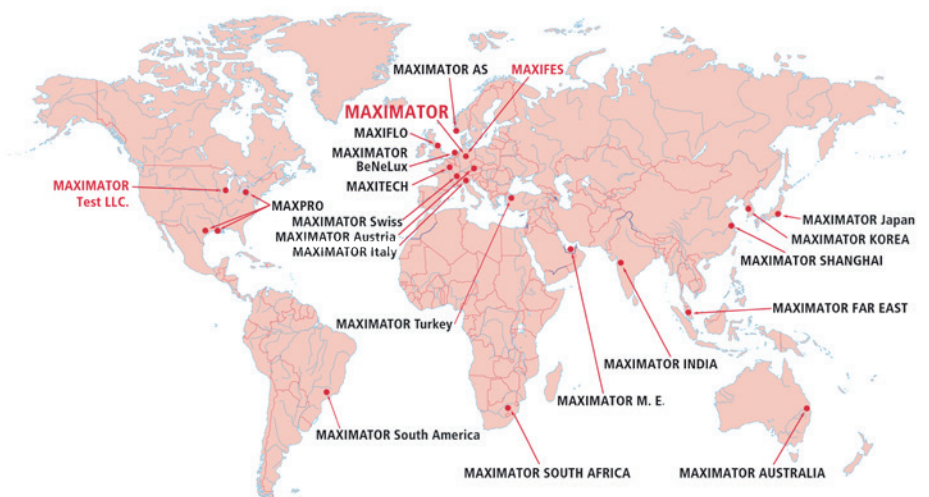 MAXIMATOR AS
MAXIFES
MAXIMATOR
MAXIFLO
MAXIMATOR
BeNeLux
MAXITECH
MAXIMATOR
Test LLC.
MAXPRO
MAXIMATOR Swiss
MAXIMATOR Austria
MAXIMATOR Italy
MAXIMATOR Japan
MAXIMATOR KOREA
MAXIMATOR SHANGHAI
MAXIMATOR FAR EAST
MAXIMATOR Turkey
MAXIMATOR INDIA
MAXIMATOR M. E.
MAXIMATOR South America
MAXIMATOR SOUTH AFRICA
MAXIMATOR AUSTRALIA